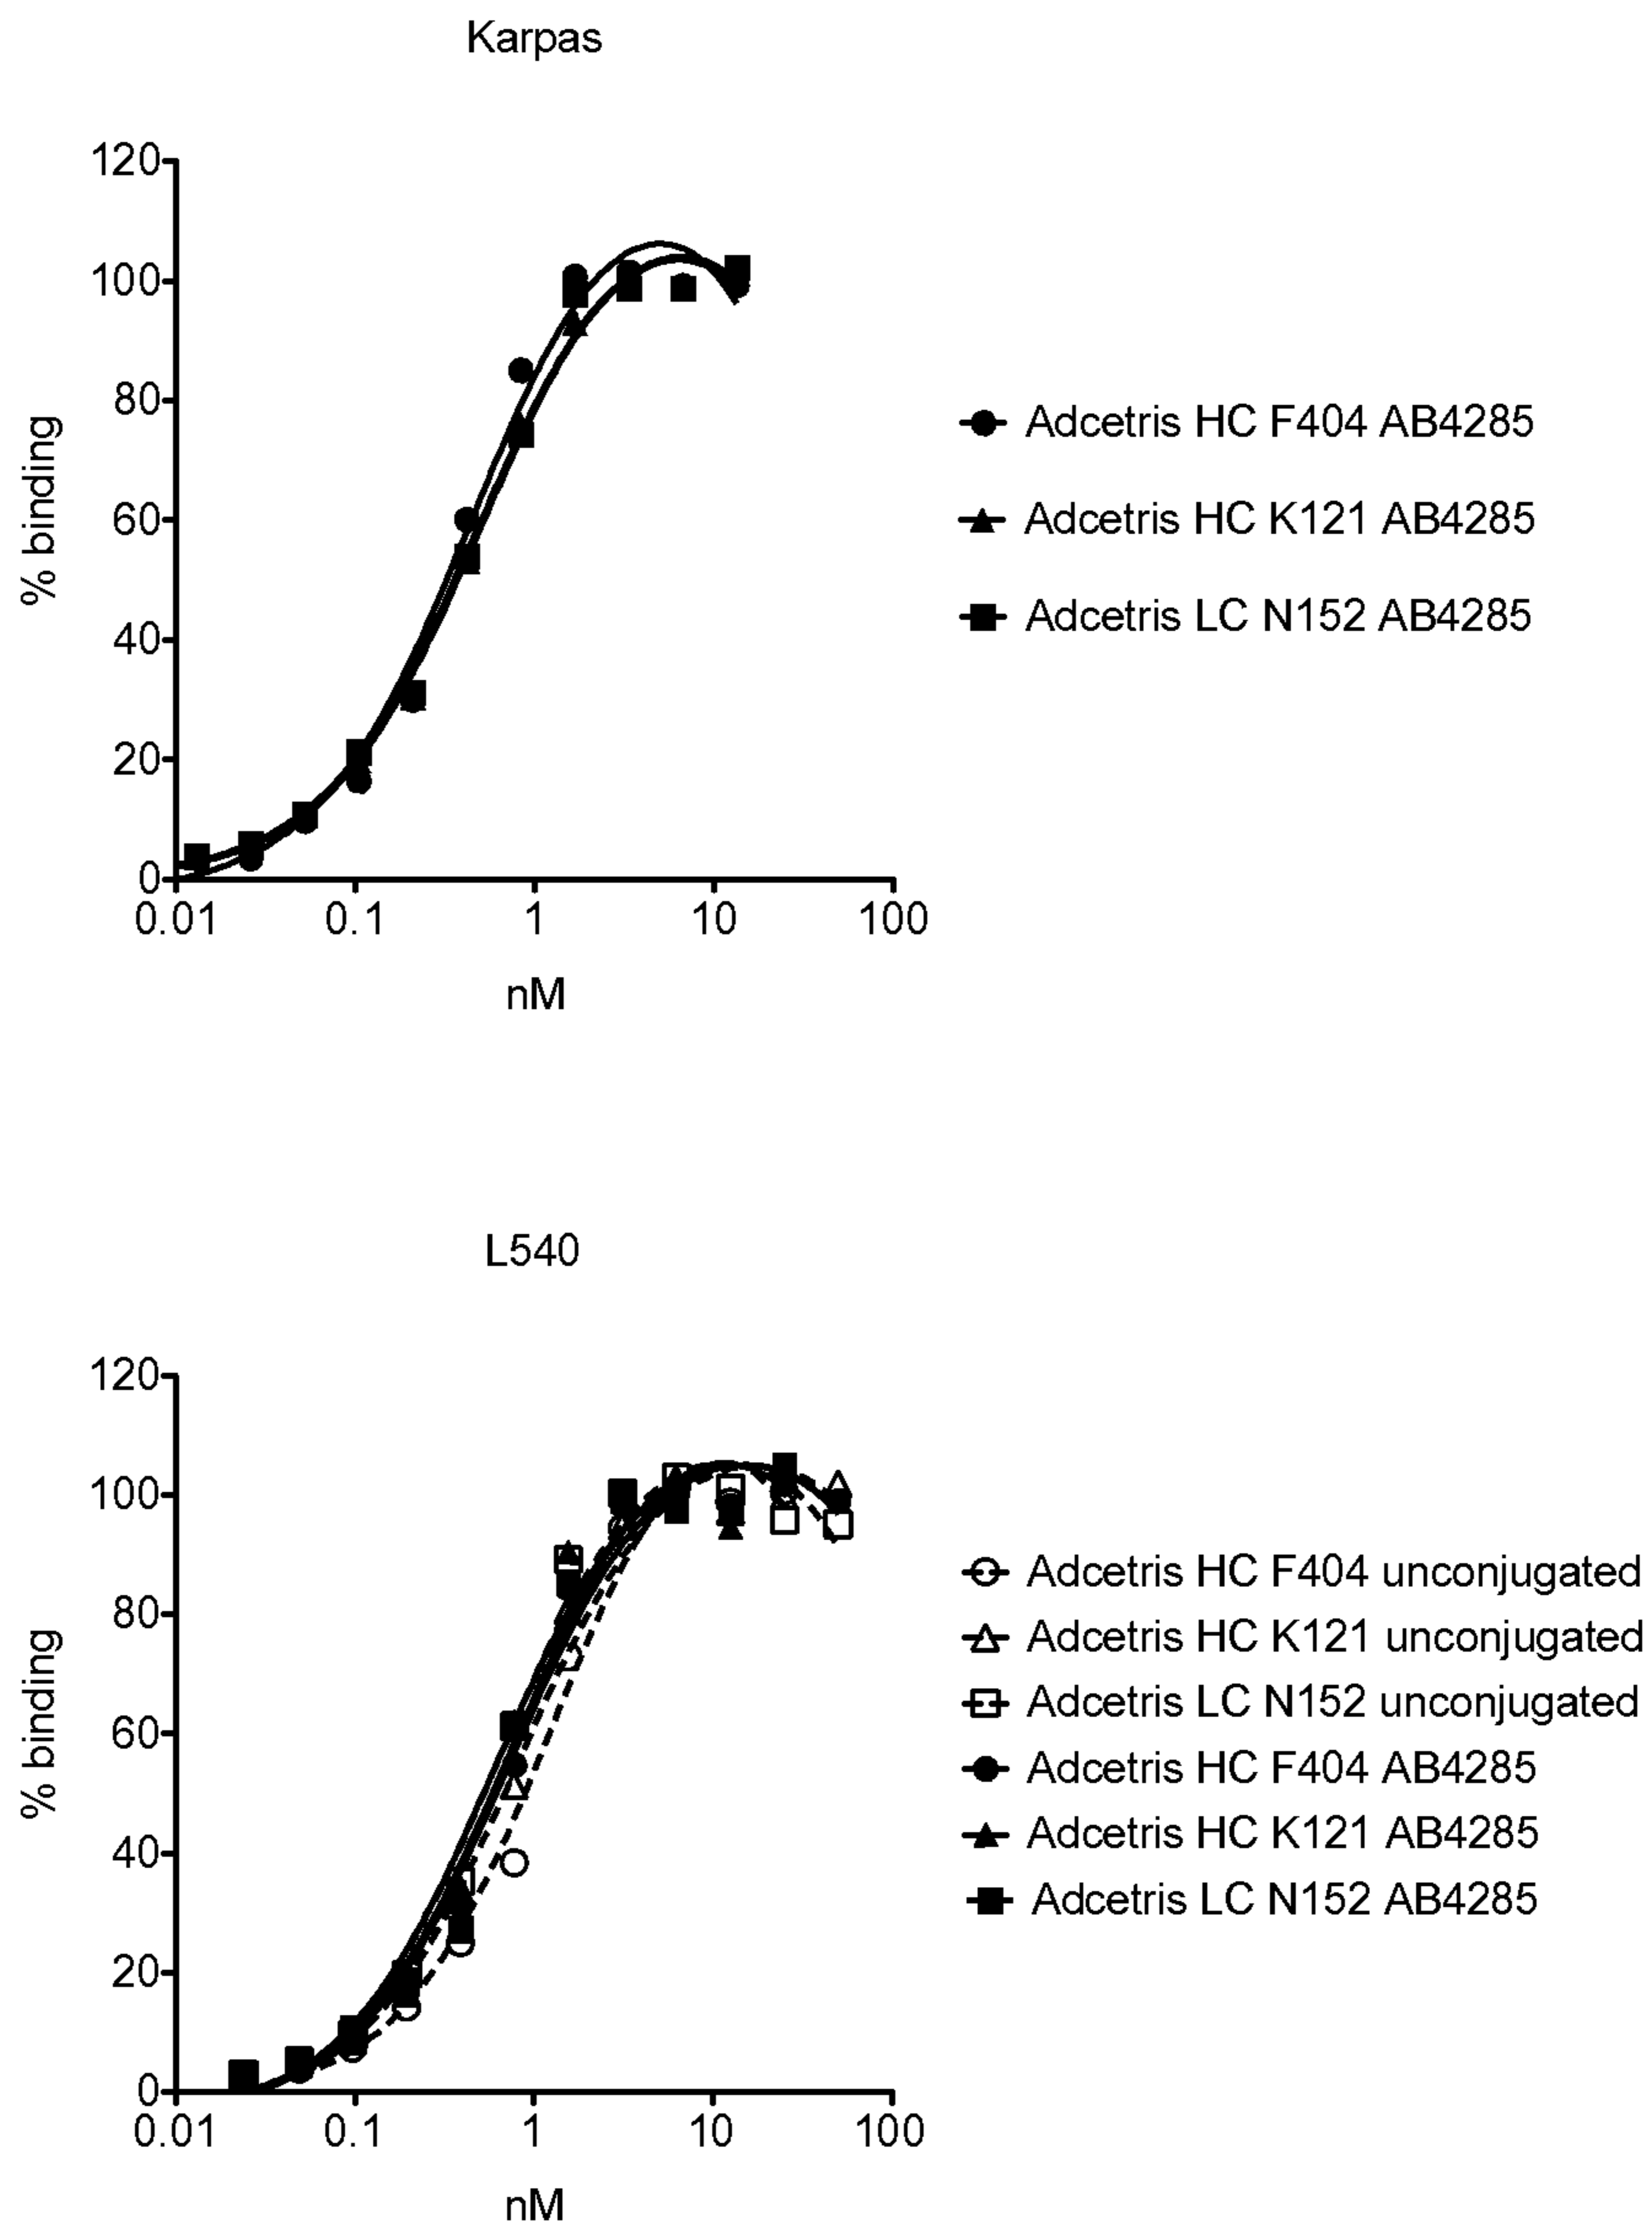 Karpas
120
100
80
60
40
20
0
% binding
0.01 0.1 1 10 100
nM
Adcetris HC F404 AB4285
Adcetris HC K121 AB4285
Adcetris LC N152 AB4285
L540
120
100
80
60
40
20
0
% binding
0.01 0.1 1 10 100
nM
Adcetris HC F404 unconjugated
Adcetris HC K121 unconjugated
Adcetris LC N152 unconjugated
Adcetris HC F404 AB4285
Adcetris HC K121 AB4285
Adcetris LC N152 AB4285